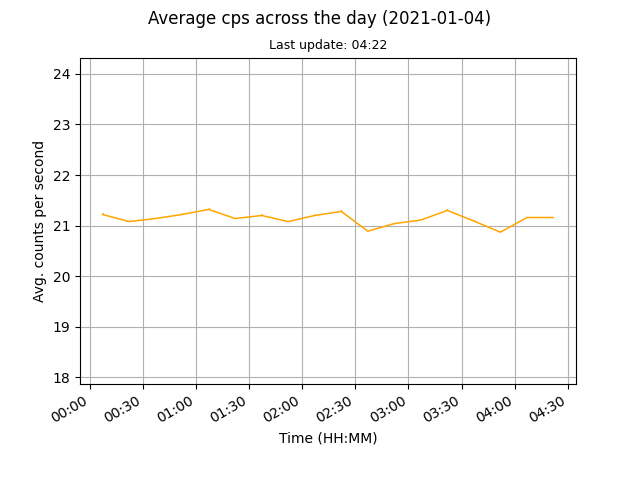 Average cps across the day (2021-01-04)
Last update: 04:22
24
23
22
21
20
19
18
Avg. counts per second
00:00 00:30 01:00 01:30 02:00 02:30 03:00 03:30 04:00 04:30
Time (HH:MM)